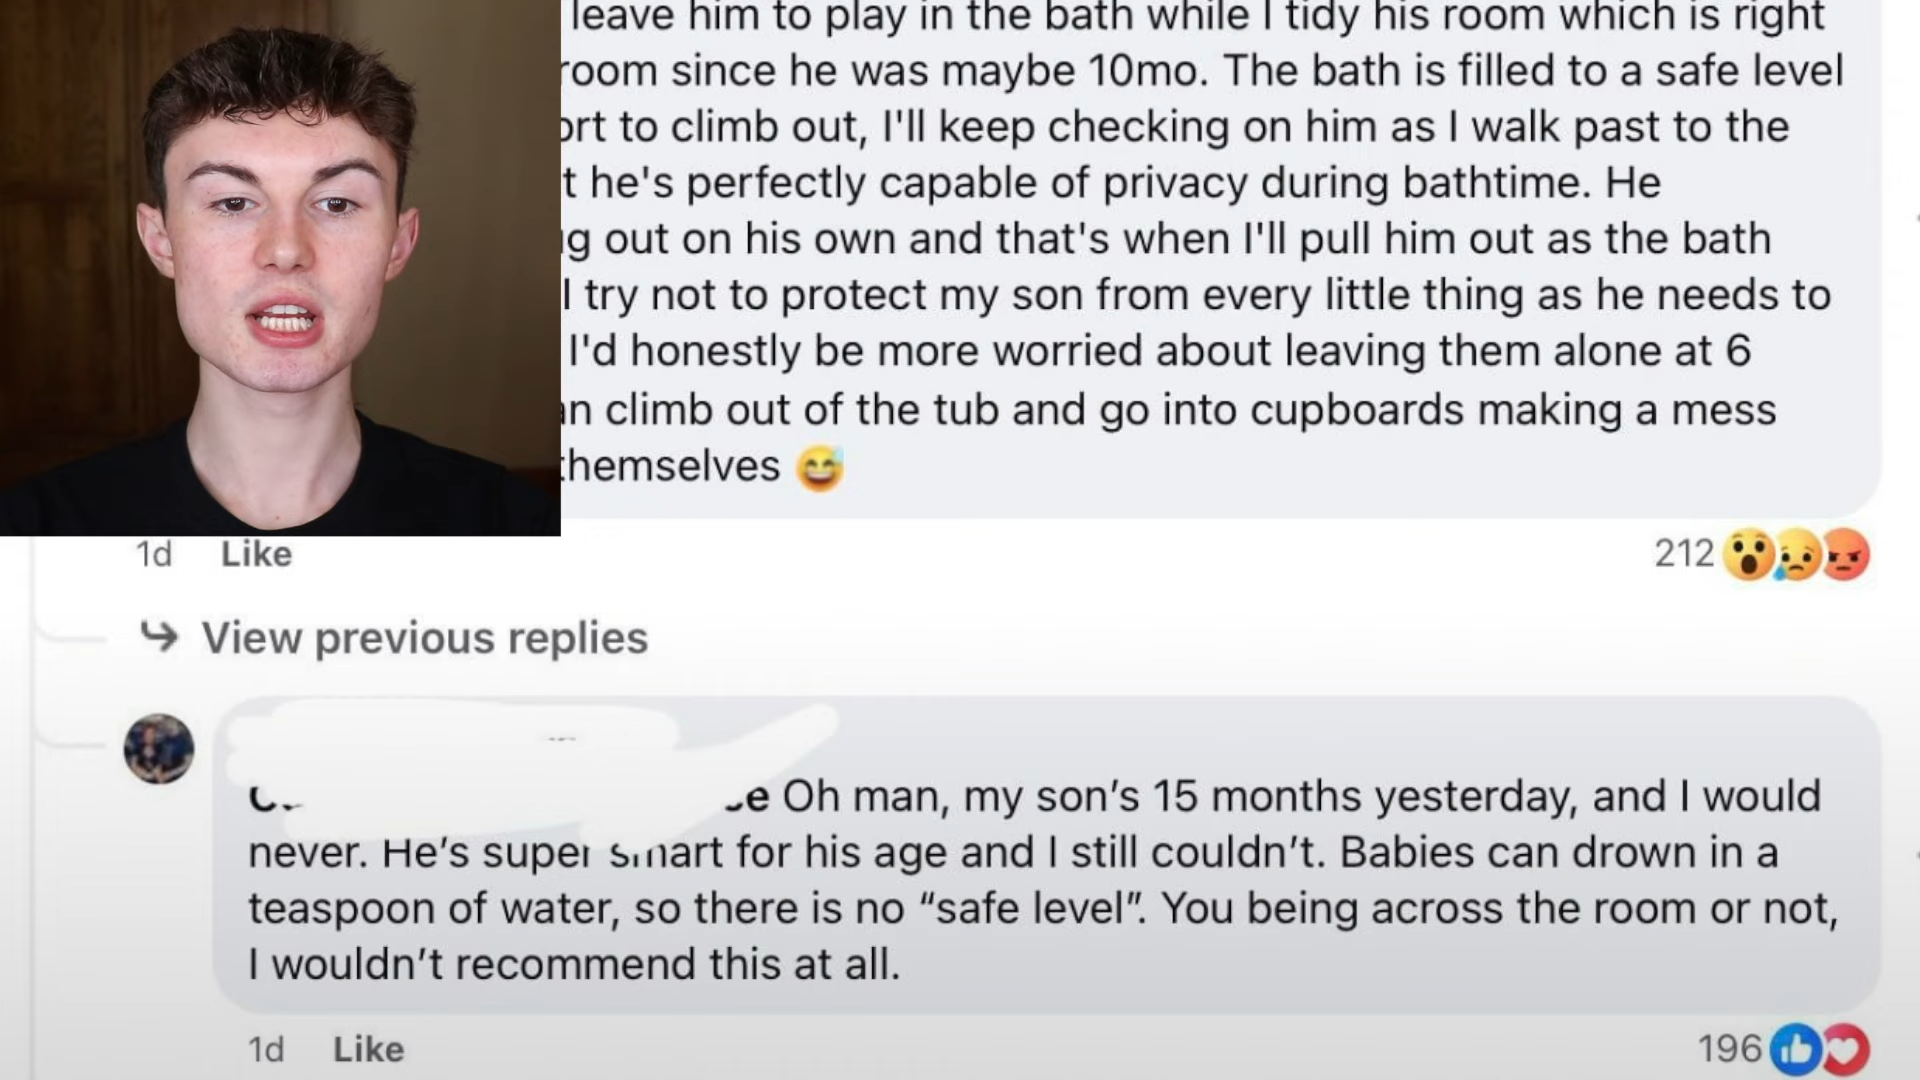 leave him to play in the bath while I tidy his room which is right
room since he was maybe 10mo. The bath is filled to a safe level
to climb out, I'll keep checking on him as I walk past to the
he's perfectly capable of privacy during bathtime. He
out on his own and that's when I'll pull him out as the bath
I try not to protect my son from every little thing as he needs to
I'd honestly be more worried about leaving them alone at 6
climb out of the tub and go into cupboards making a mess
themselves 😅
1d Like 212
View previous replies
Oh man, my son's 15 months yesterday, and I would
never. He's super smart for his age and I still couldn't. Babies can drown in a
teaspoon of water, so there is no “safe level”. You being across the room or not,
I wouldn't recommend this at all.
1d Like 196